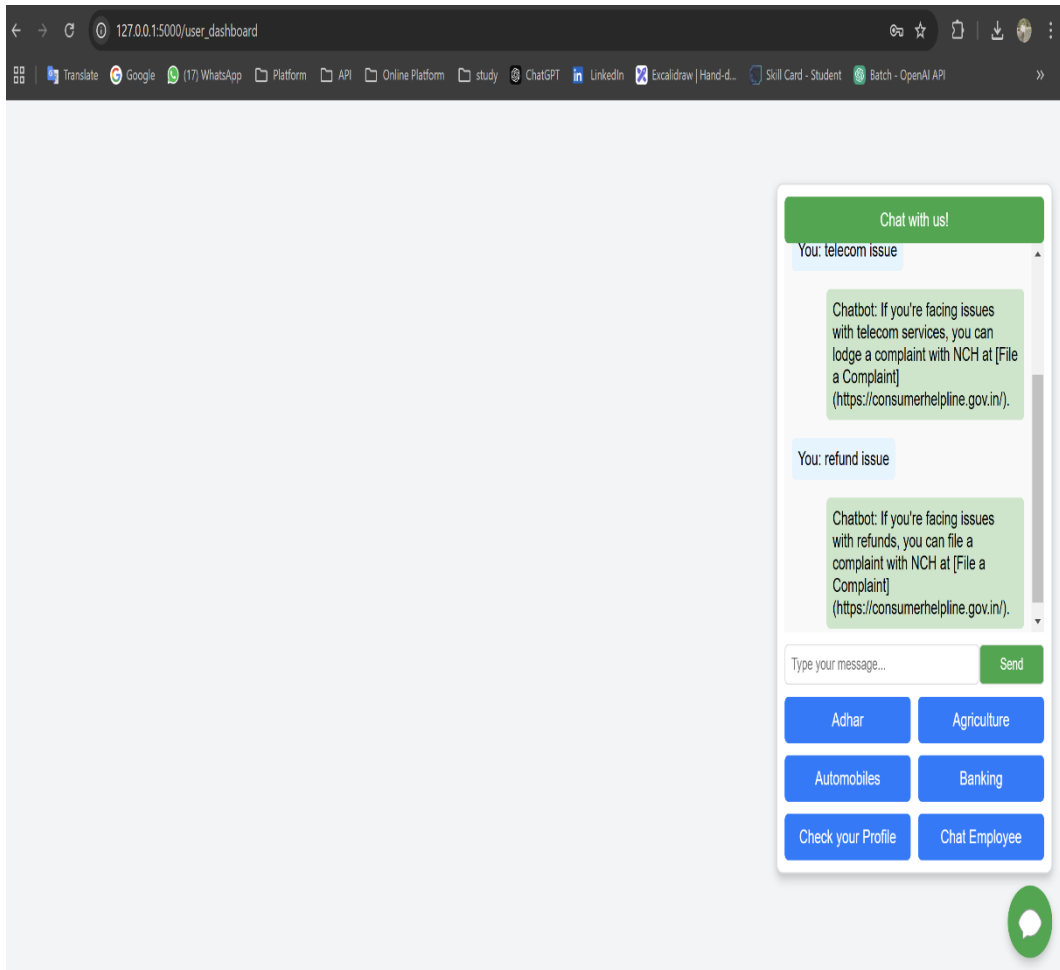 127.0.0.1:5000/user_dashboard
Translate Google (17) WhatsApp Platform API Online Platform study ChatGPT LinkedIn Excalidraw | Hand-d... Skill Card - Student Batch - OpenAI API »
Chat with us!
You: telecom issue
Chatbot: If you're facing issues
with telecom services, you can
lodge a complaint with NCH at [File
a Complaint]
(https://consumerhelpline.gov.in/).
You: refund issue
Chatbot: If you're facing issues
with refunds, you can file a
complaint with NCH at [File a
Complaint]
(https://consumerhelpline.gov.in/).
Type your message... Send
Adhar Agriculture
Automobiles Banking
Check your Profile Chat Employee